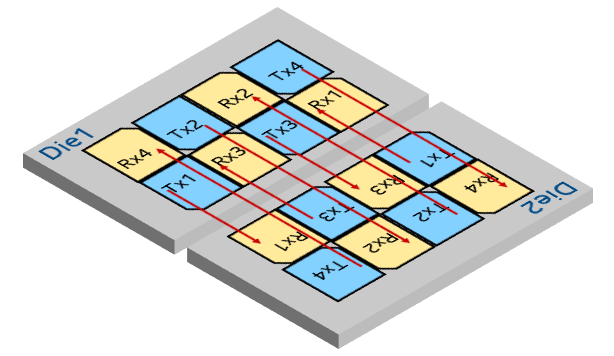 Die1
Tx4
Rx2
Rx1
Tx2
Tx3
Rx4
Rx3
Tx1
Tx1
Rx3
Rx4
Tx3
Tx2
Rx1
Rx2
Tx4
Die2